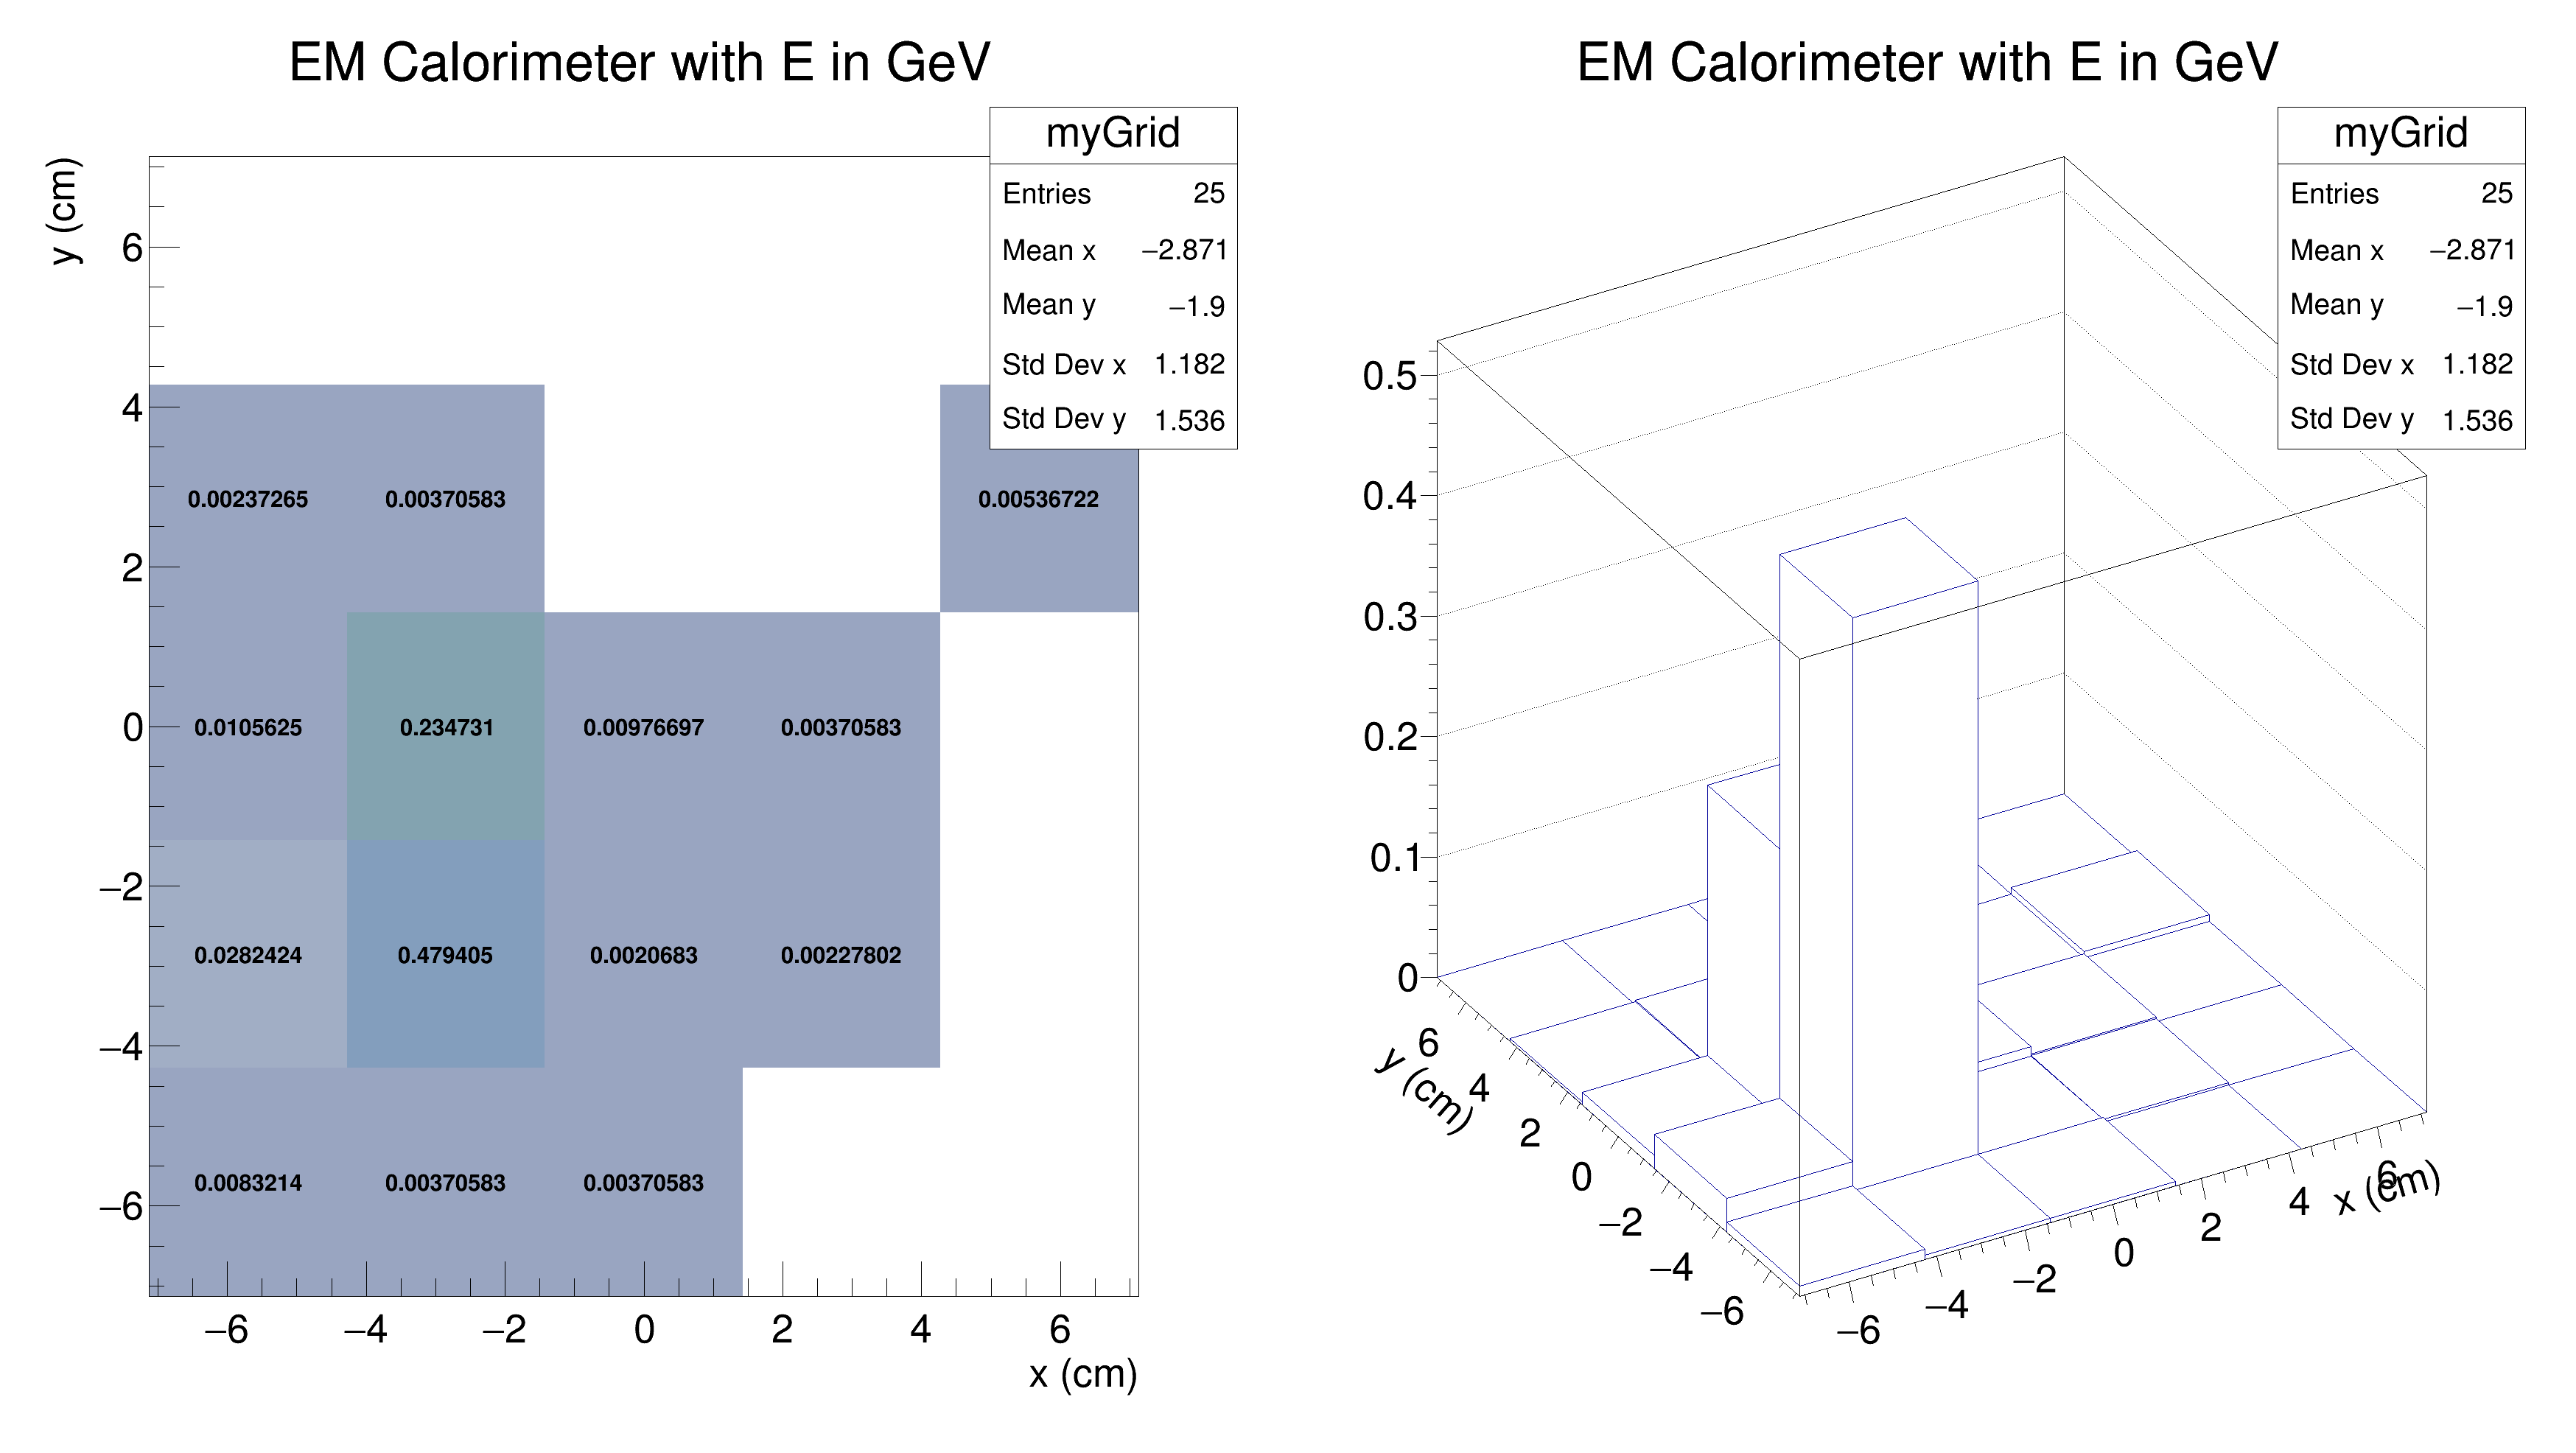 EM Calorimeter with E in GeV
myGrid
Entries 25
Mean x −2.871
Mean y −1.9
Std Dev x 1.182
Std Dev y 1.536
y (cm)
6
4
2
0
−2
−4
−6
0.00237265 0.00370583 0.00536722
0.0105625 0.234731 0.00976697 0.00370583
0.0282424 0.479405 0.0020683 0.00227802
0.0083214 0.00370583 0.00370583
−6 −4 −2 0 2 4 6
x (cm)
EM Calorimeter with E in GeV
myGrid
Entries 25
Mean x −2.871
Mean y −1.9
Std Dev x 1.182
Std Dev y 1.536
0.5
0.4
0.3
0.2
0.1
0
y (cm)
6
4
2
0
−2
−4
−6
−6 −4 −2 0 2 4 6
x (cm)